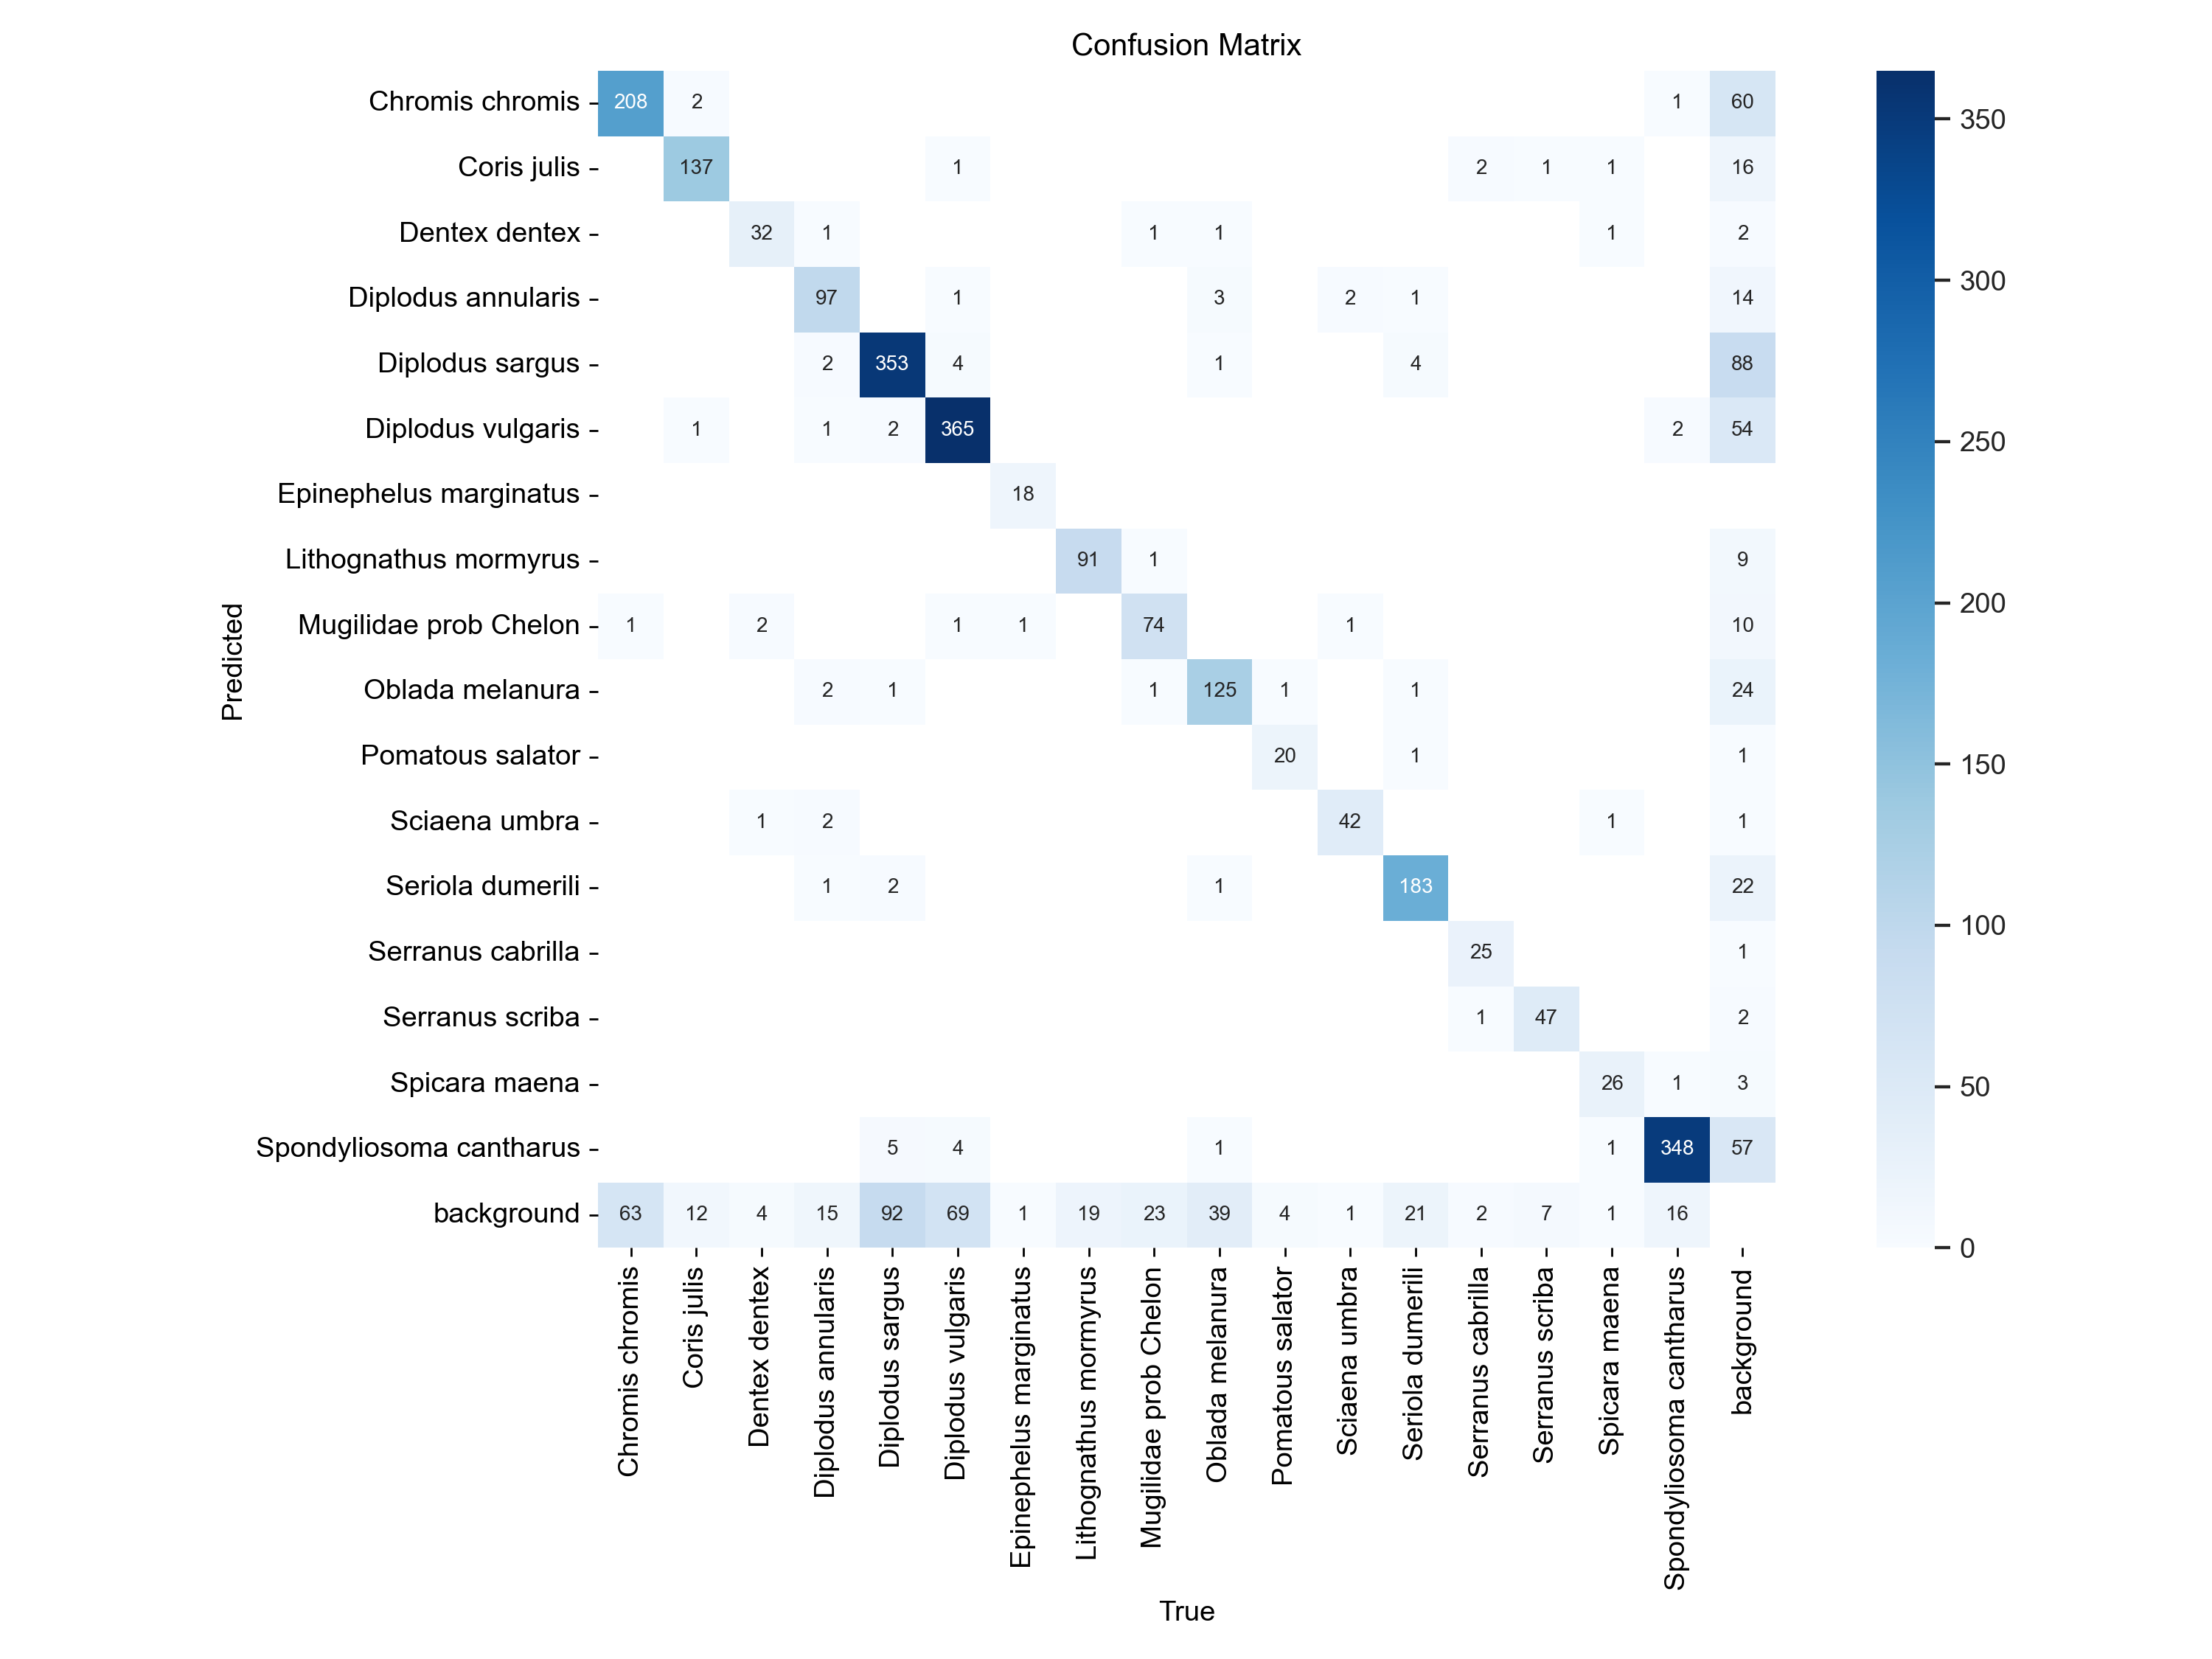 Confusion Matrix
Chromis chromis 208 2 1 60
Coris julis 137 1 2 1 1 16
Dentex dentex 32 1 1 1 1 2
Diplodus annularis 97 1 3 2 1 14
Diplodus sargus 2 353 4 1 4 88
Diplodus vulgaris 1 1 2 365 2 54
Epinephelus marginatus 18
Lithognathus mormyrus 91 1 9
Mugilidae prob Chelon 1 2 1 1 74 1 10
Oblada melanura 2 1 1 125 1 1 24
Pomatous salator 20 1 1
Sciaena umbra 1 2 42 1 1
Seriola dumerili 1 2 1 183 22
Serranus cabrilla 25 1
Serranus scriba 1 47 2
Spicara maena 26 1 3
Spondyliosoma cantharus 5 4 1 1 348 57
background 63 12 4 15 92 69 1 19 23 39 4 1 21 2 7 1 16
Predicted
Chromis chromis
Coris julis
Dentex dentex
Diplodus annularis
Diplodus sargus
Diplodus vulgaris
Epinephelus marginatus
Lithognathus mormyrus
Mugilidae prob Chelon
Oblada melanura
Pomatous salator
Sciaena umbra
Seriola dumerili
Serranus cabrilla
Serranus scriba
Spicara maena
Spondyliosoma cantharus
background
True
350
300
250
200
150
100
50
0